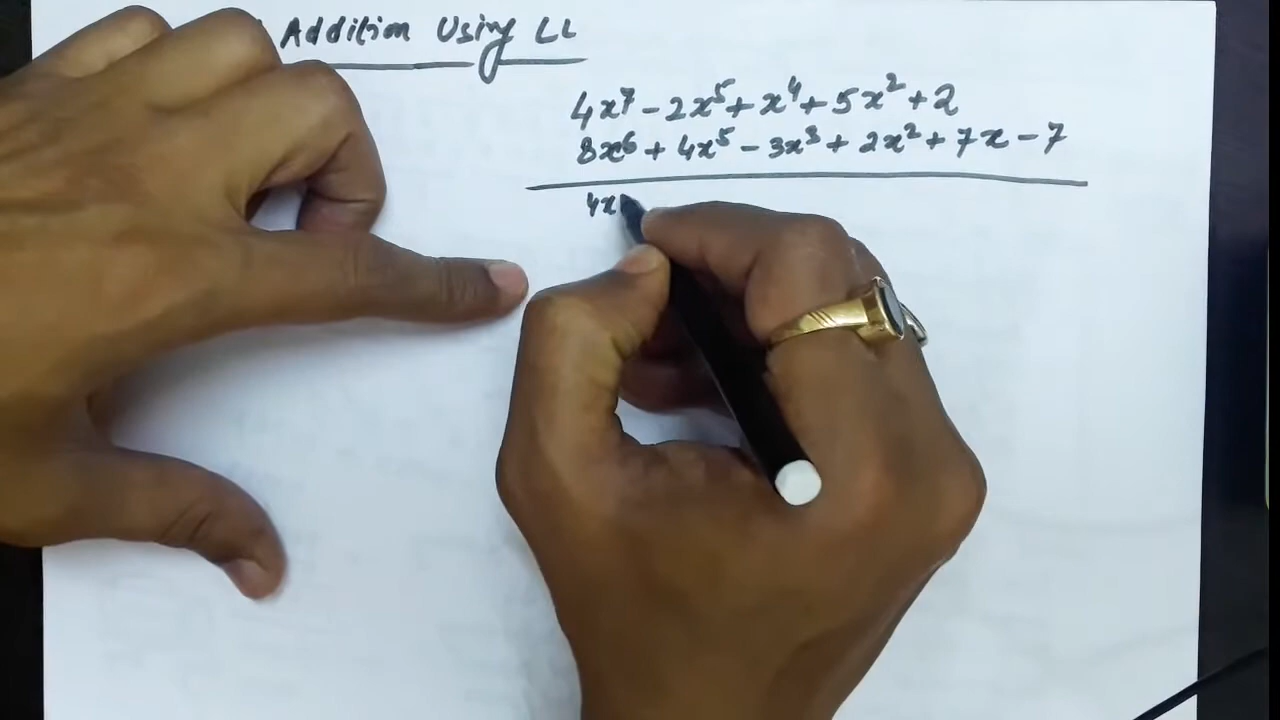 Addition Using LL
4x⁷ - 2x⁵ + x⁴ + 5x² + 2
8x⁶ + 4x⁵ - 3x³ + 2x² + 7x - 7
4x